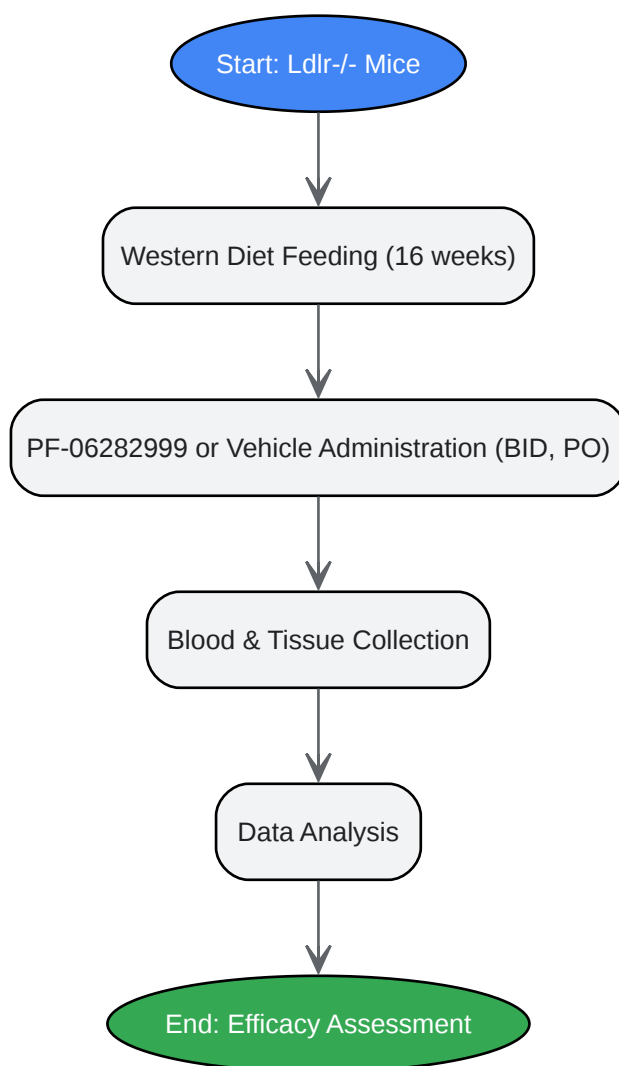 Start: Ldlr-/- Mice
Western Diet Feeding (16 weeks)
PF-06282999 or Vehicle Administration (BID, PO)
Blood & Tissue Collection
Data Analysis
End: Efficacy Assessment